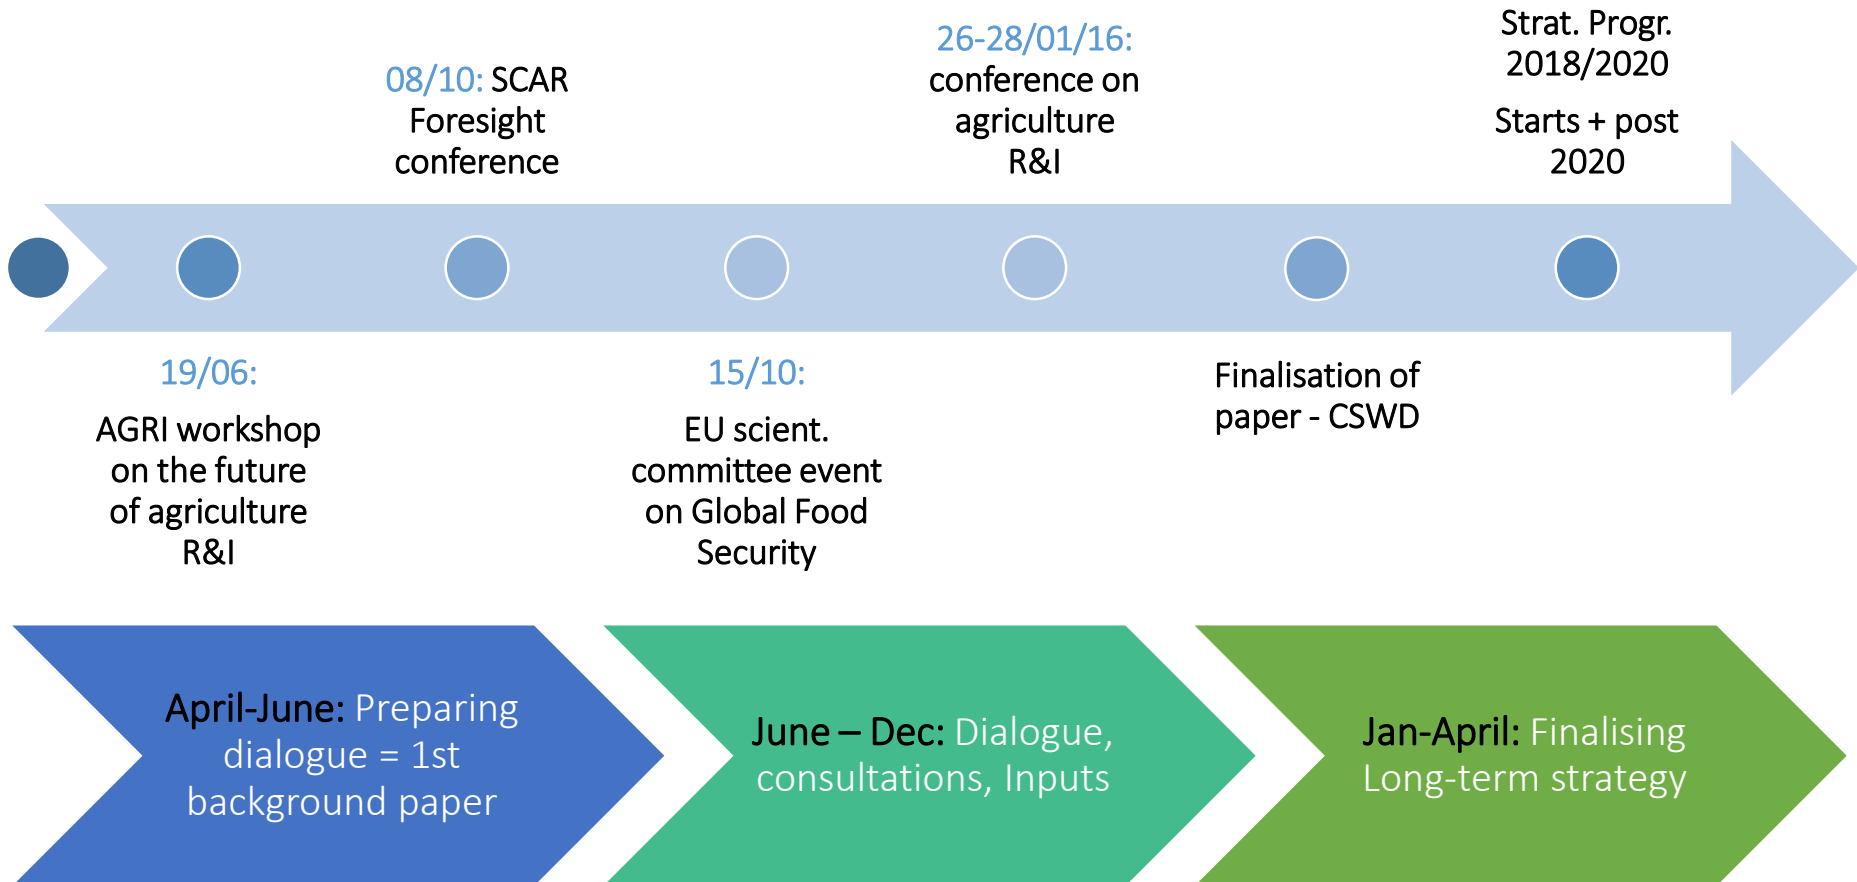 08/10: SCAR
Foresight
conference
26-28/01/16:
conference on
agriculture
R&I
Strat. Progr.
2018/2020
Starts + post
2020
19/06:
AGRI workshop
on the future
of agriculture
R&I
15/10:
EU scient.
committee event
on Global Food
Security
Finalisation of
paper - CSWD
April-June: Preparing
dialogue = 1st
background paper
June – Dec: Dialogue,
consultations, Inputs
Jan-April: Finalising
Long-term strategy